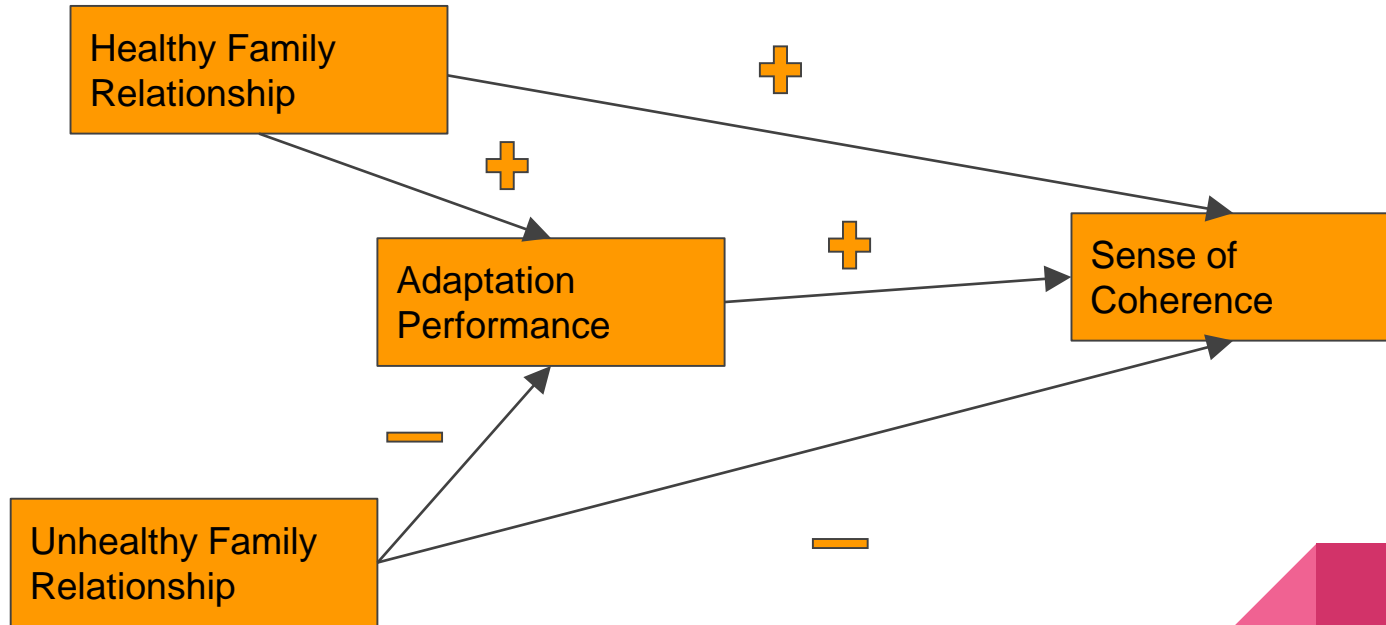 Healthy Family
Relationship
Adaptation
Performance
Sense of
Coherence
Unhealthy Family
Relationship